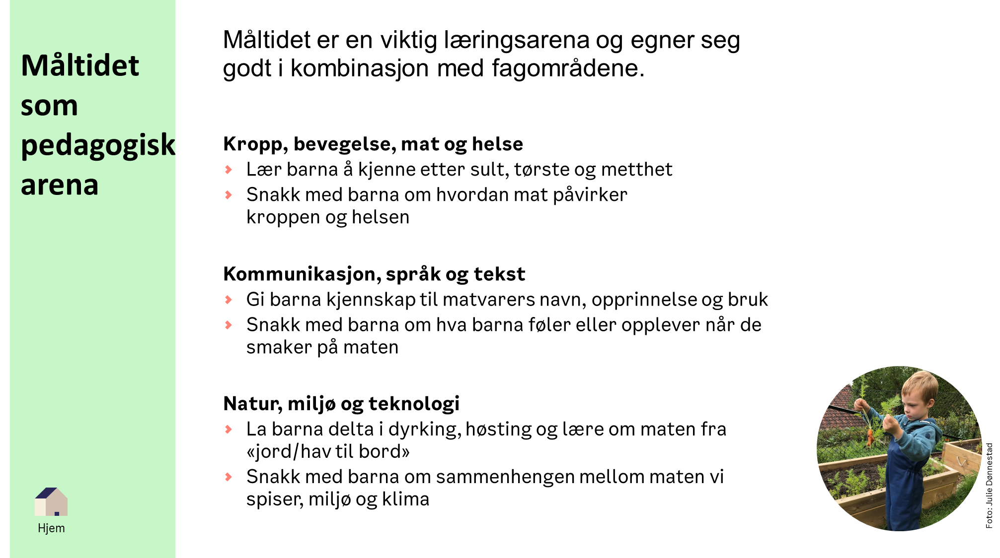 Måltidet
som
pedagogisk
arena
Måltidet er en viktig læringsarena og egner seg
godt i kombinasjon med fagområdene.
Kropp, bevegelse, mat og helse
Lær barna å kjenne etter sult, tørste og metthet
Snakk med barna om hvordan mat påvirker
kroppen og helsen
Kommunikasjon, språk og tekst
Gi barna kjennskap til matvarers navn, opprinnelse og bruk
Snakk med barna om hva barna føler eller opplever når de
smaker på maten
Natur, miljø og teknologi
La barna delta i dyrking, høsting og lære om maten fra
«jord/hav til bord»
Snakk med barna om sammenhengen mellom maten vi
spiser, miljø og klima
Hjem
Foto: Julie Dønnestad